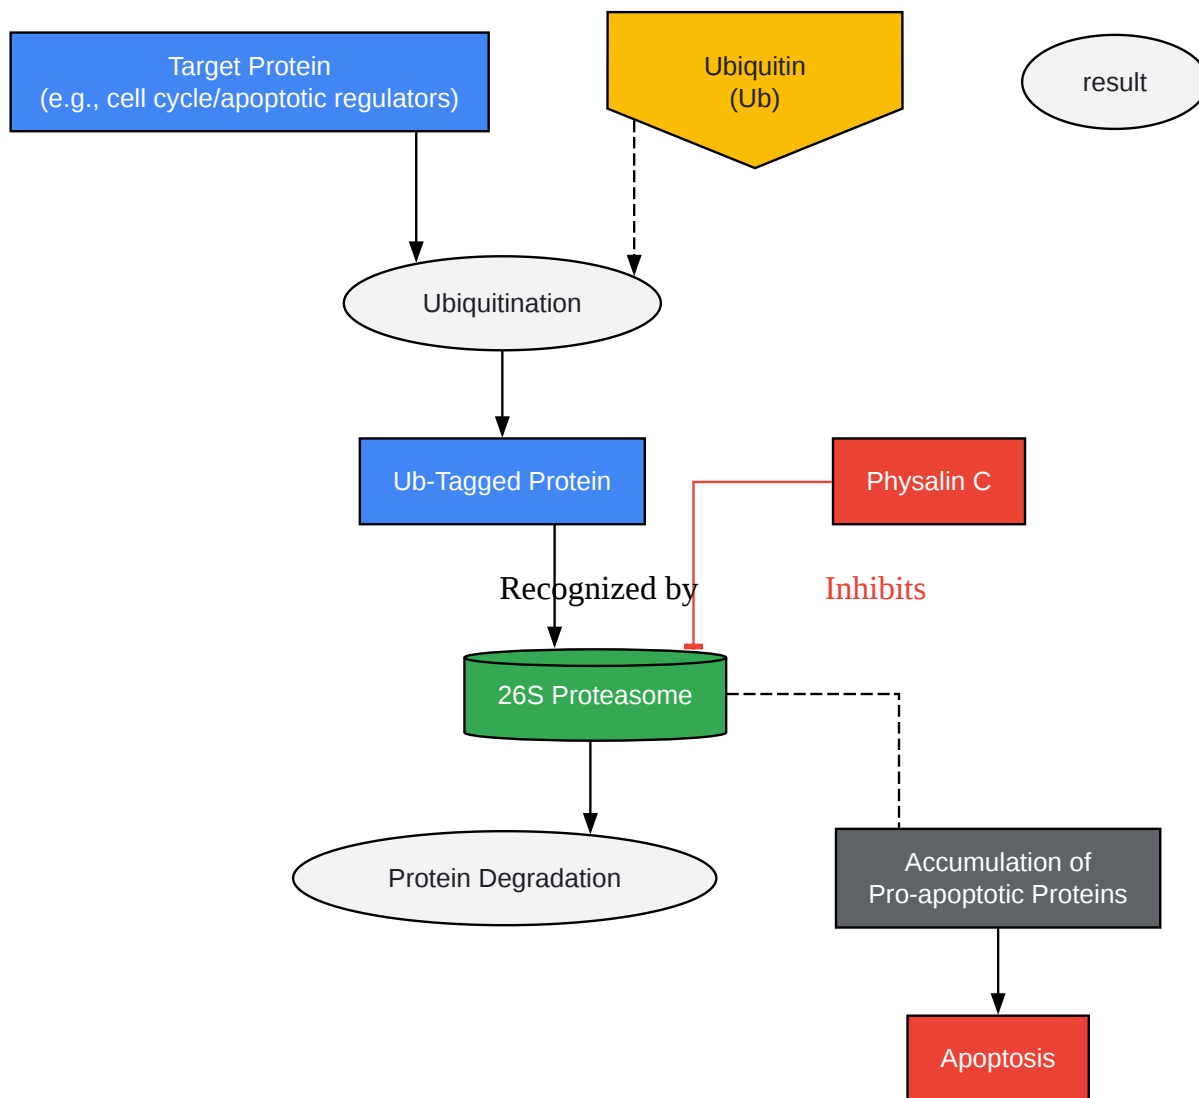 Target Protein
(e.g., cell cycle/apoptotic regulators)
Ubiquitin
(Ub)
result
Ubiquitination
Ub-Tagged Protein
Physalin C
Recognized by
Inhibits
26S Proteasome
Protein Degradation
Accumulation of
Pro-apoptotic Proteins
Apoptosis